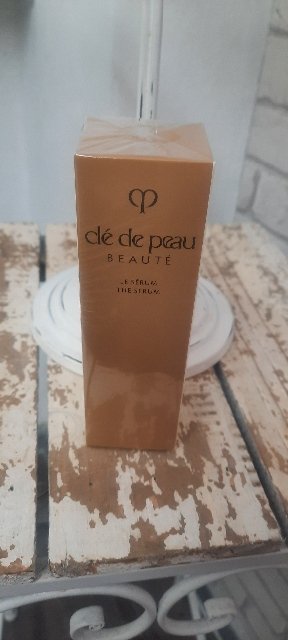 clé de peau
BEAUTÉ
LE SÉRUM
THE SERUM